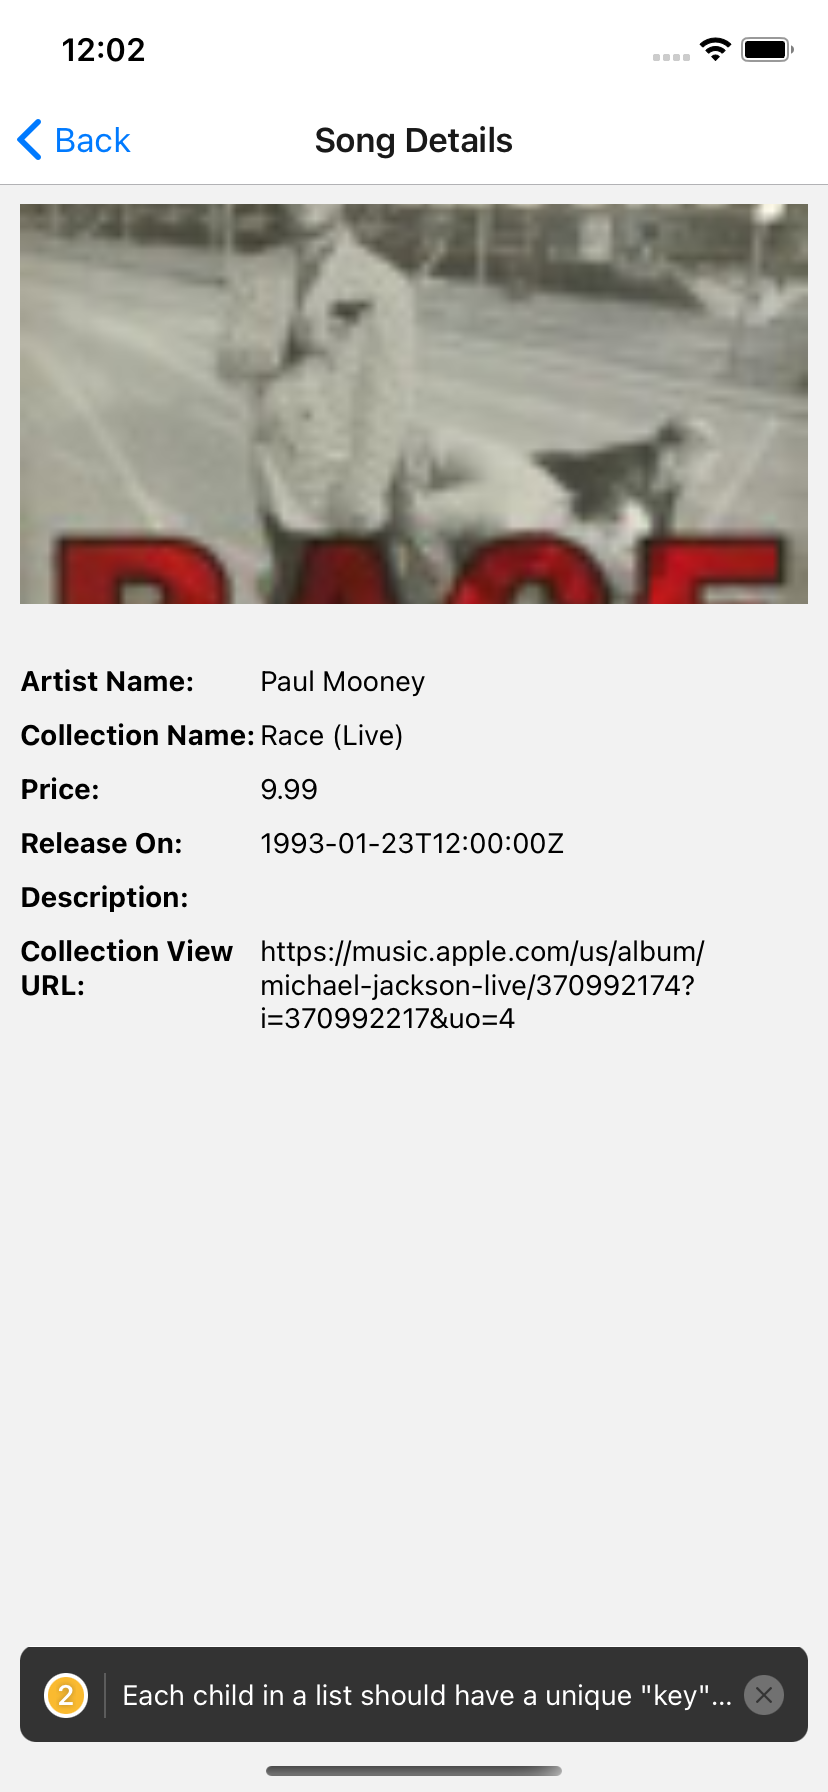 12:02
Back
Song Details
RACE
Artist Name: Paul Mooney
Collection Name: Race (Live)
Price: 9.99
Release On: 1993-01-23T12:00:00Z
Description:
Collection View https://music.apple.com/us/album/
URL: michael-jackson-live/370992174?
i=370992217&uo=4
2 Each child in a list should have a unique "key"...